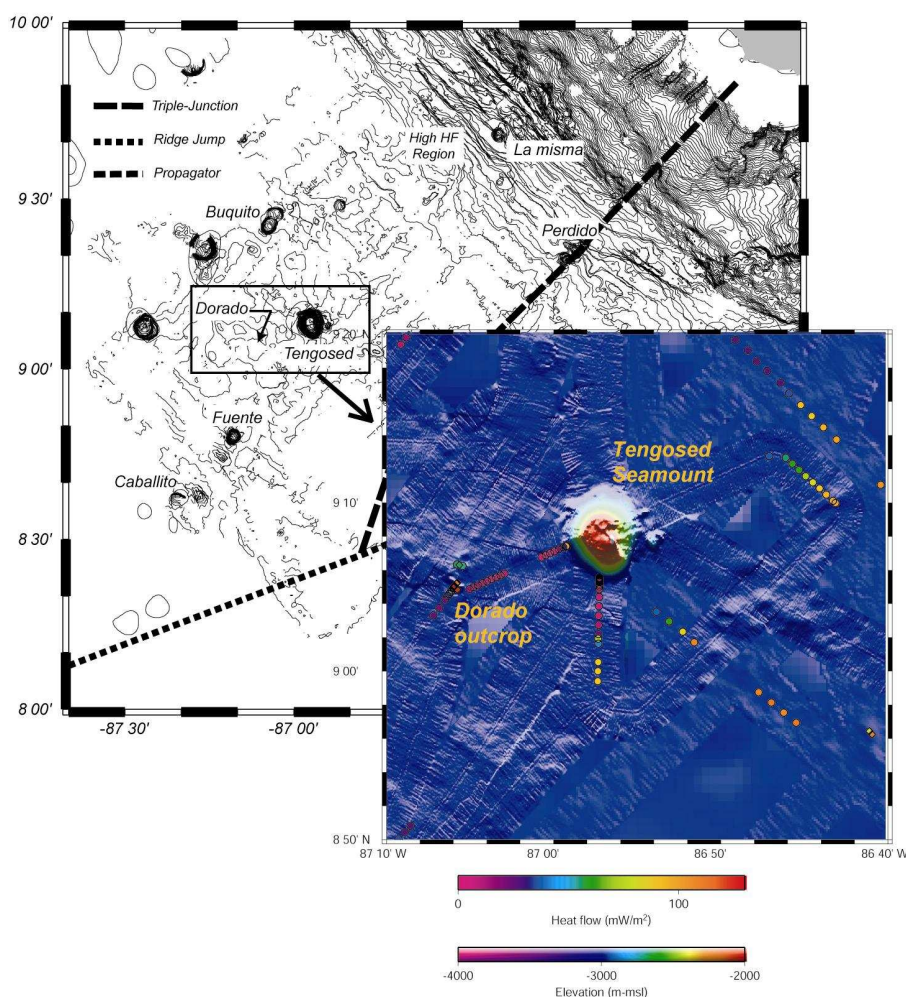 10 00'
Triple-Junction
Ridge Jump
Propagator
High HF
Region
La misma
9 30'
Buquito
Perdido
Dorado
9 20' N
Tengosed
9 00'
Fuente
Caballito
9 10'
8 30'
9 00'
8 00'
-87 30'
-87 00'
Tengosed
Seamount
Dorado
outcrop
8 50' N
87 10' W
87 00'
86 50'
86 40'
0
100
Heat flow (mW/m²)
-4000
-3000
-2000
Elevation (m-msl)